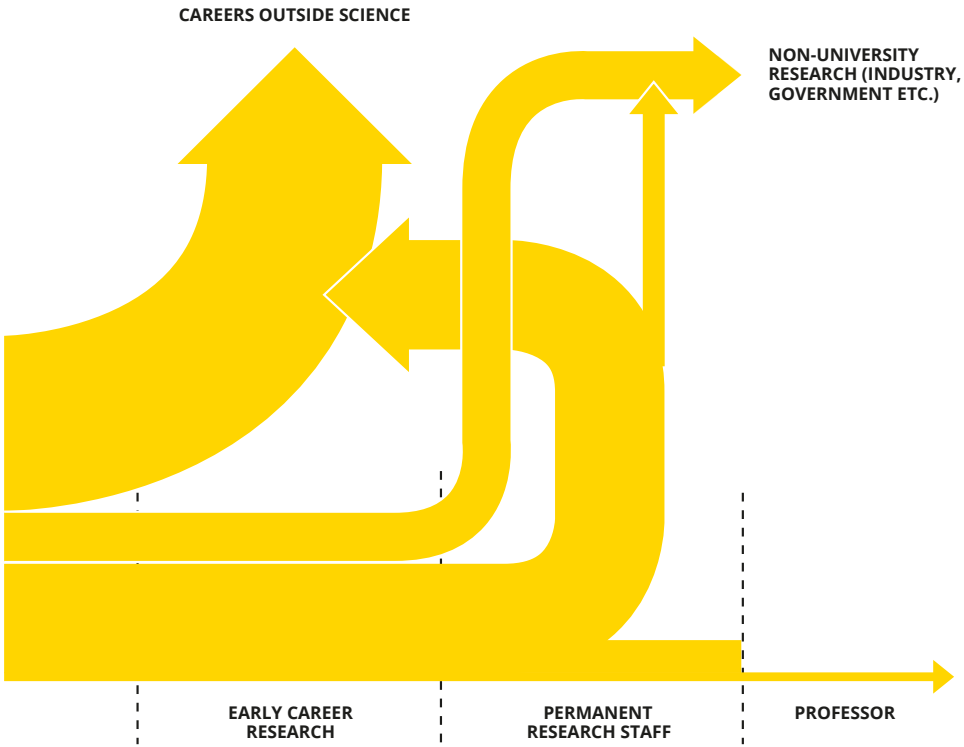 CAREERS OUTSIDE SCIENCE
NON-UNIVERSITY
RESEARCH (INDUSTRY,
GOVERNMENT ETC.)
EARLY CAREER
RESEARCH
PERMANENT
RESEARCH STAFF
PROFESSOR